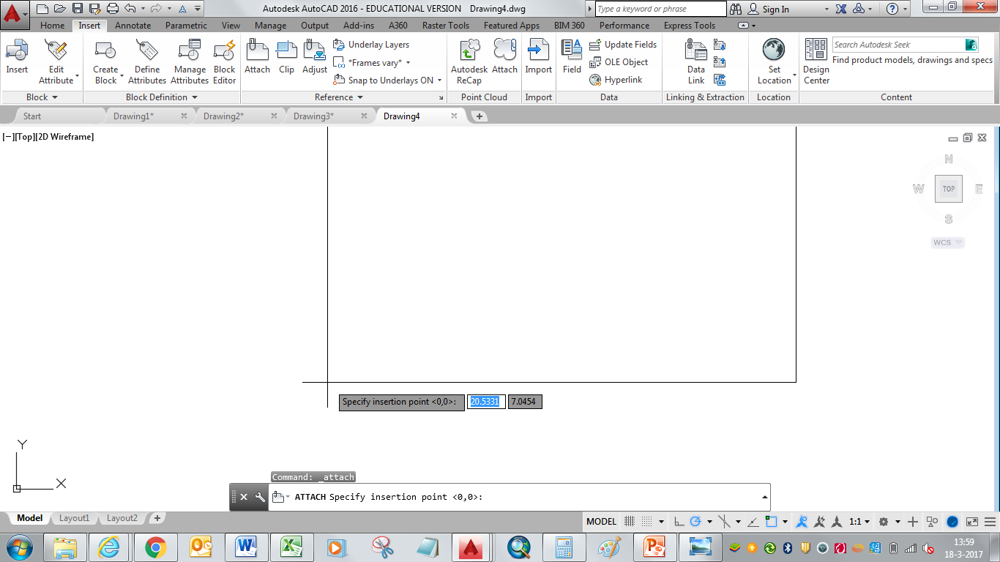 Autodesk AutoCAD 2016 - EDUCATIONAL VERSION Drawing4.dwg
Type a keyword or phrase
Sign In
Home Insert Annotate Parametric View Manage Output Add-ins A360 Raster Tools Featured Apps BIM 360 Performance Express Tools
Insert
Edit
Attribute
Block
Create
Block
Define
Attributes
Manage
Attributes
Block
Editor
Block Definition
Attach
Clip
Adjust
Underlay Layers
*Frames vary*
Snap to Underlays ON
Reference
Autodesk
ReCap
Attach
Point Cloud
Import
Import
Field
Update Fields
OLE Object
Hyperlink
Data
Data
Link
Linking & Extraction
Set
Location
Location
Design
Center
Search Autodesk Seek
Find product models, drawings and specs
Content
Start Drawing1* Drawing2* Drawing3* Drawing4
[−][Top][2D Wireframe]
N
W TOP E
S
WCS
Specify insertion point <0,0>: 20.5331 7.0454
Y
X
Command: _attach
ATTACH Specify insertion point <0,0>:
Model Layout1 Layout2
MODEL 1:1
13:59
18-3-2017